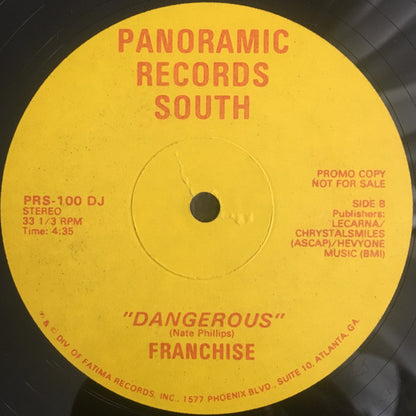 PANORAMIC
RECORDS
SOUTH
PRS-100 DJ
STEREO
33 1/3 RPM
Time: 4:35
PROMO COPY
NOT FOR SALE
SIDE B
Publishers:
LECARNA/
CHRYSTALSMILES
(ASCAP)/HEVYONE
MUSIC (BMI)
"DANGEROUS"
(Nate Phillips)
FRANCHISE
℗ & © DIV. OF FATIMA RECORDS, INC., 1577 PHOENIX BLVD., SUITE 10, ATLANTA, GA.